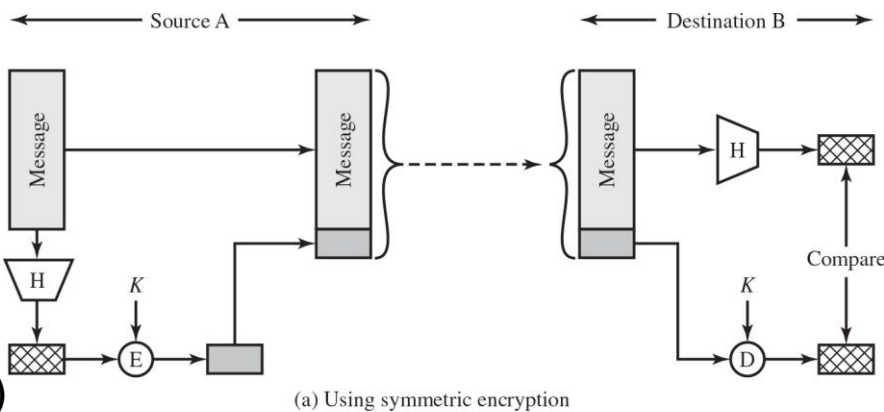 Source A
Destination B
Message
Message
Message
H
H
Compare
K
K
E
D
)
(a) Using symmetric encryption